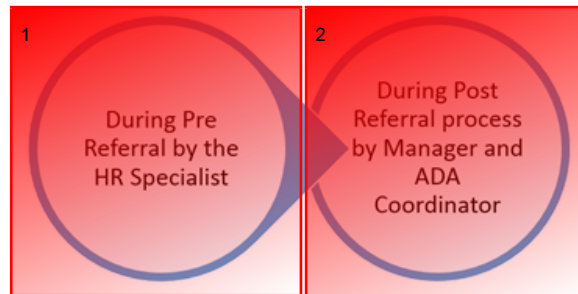 1
During Pre
Referral by the
HR Specialist
2
During Post
Referral process
by Manager and
ADA
Coordinator